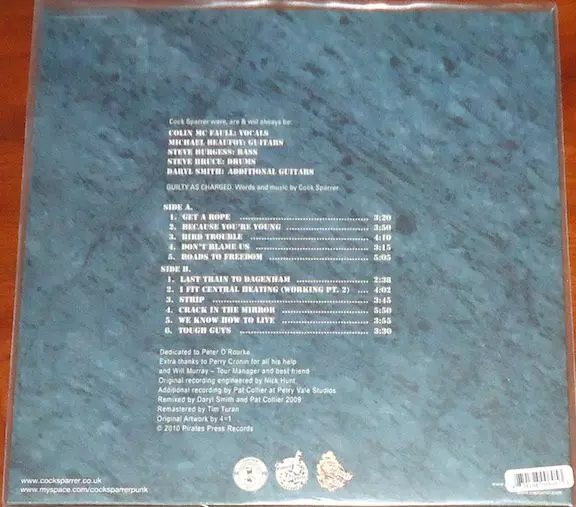 Cock Sparrer were, are & will always be:
COLIN MC FAULL: VOCALS
MICHAEL BEAUFOY: GUITARS
STEVE BURGESS: BASS
STEVE BRUCE: DRUMS
DARYL SMITH: ADDITIONAL GUITARS
GUILTY AS CHARGED. Words and music by Cock Sparrer
SIDE A.
1. GET A ROPE 3:20
2. BECAUSE YOU'RE YOUNG 3:50
3. BIRD TROUBLE 4:10
4. DON'T BLAME US 3:15
5. ROADS TO FREEDOM 5:05
SIDE B.
1. LAST TRAIN TO DAGENHAM 2:38
2. I FIT CENTRAL HEATING (WORKING PT. 2) 4:02
3. STRIP 3:45
4. CRACK IN THE MIRROR 5:50
5. WE KNOW HOW TO LIVE 3:55
6. TOUGH GUYS 3:30
Dedicated to Peter O'Rourke.
Extra thanks to Perry Cronin for all his help
and Will Murray – Tour Manager and best friend
Original recording engineered by Nick Hunt.
Additional recording by Pat Collier at Perry Vale Studios
Remixed by Daryl Smith and Pat Collier 2009
Remastered by Tim Turan
Original Artwork by 4=1
© 2010 Pirates Press Records
www.cocksparrer.co.uk
www.myspace.com/cocksparrerpunk